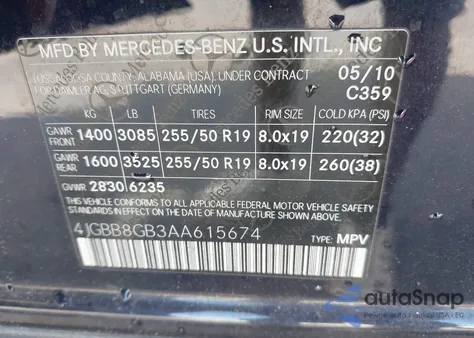 MFD BY MERCEDES-BENZ U.S. INTL., INC
TUSCALOOSA COUNTY, ALABAMA (USA), UNDER CONTRACT 05/10
FOR DAIMLER AG, STUTTGART (GERMANY) C359
KG LB TIRES RIM SIZE COLD KPA (PSI)
GAWR FRONT 1400 3085 255/50 R19 8.0x19 220(32)
GAWR REAR 1600 3525 255/50 R19 8.0x19 260(38)
GVWR 2830 6235
THIS VEHICLE CONFORMS TO ALL APPLICABLE FEDERAL MOTOR VEHICLE SAFETY
STANDARDS IN EFFECT ON THE DATE OF MANUFACTURE SHOWN ABOVE
4JGBB8GB3AA615674 TYPE: MPV
autoSnap